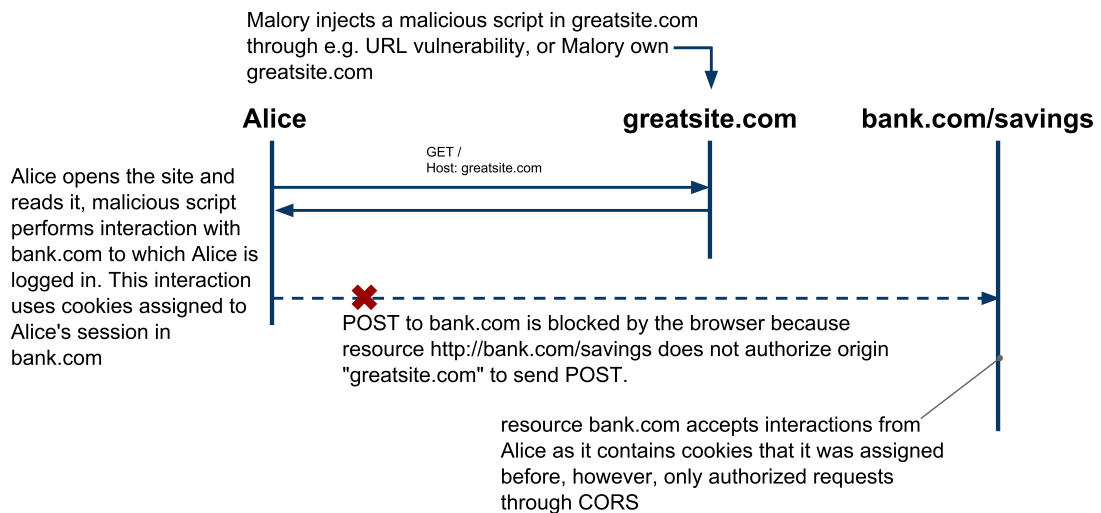 Malory injects a malicious script in greatsite.com
through e.g. URL vulnerability, or Malory own
greatsite.com
Alice
greatsite.com
bank.com/savings
GET /
Host: greatsite.com
Alice opens the site and
reads it, malicious script
performs interaction with
bank.com to which Alice is
logged in. This interaction
uses cookies assigned to
Alice's session in
bank.com
POST to bank.com is blocked by the browser because
resource http://bank.com/savings does not authorize origin
"greatsite.com" to send POST.
resource bank.com accepts interactions from
Alice as it contains cookies that it was assigned
before, however, only authorized requests
through CORS